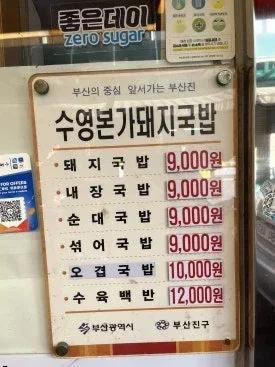 좋은데이
zero sugar
부산의 중심 앞서가는 부산진
수영본가돼지국밥
• 돼지국밥 9,000원
• 내장국밥 9,000원
• 순대국밥 9,000원
• 섞어국밥 9,000원
• 오겹국밥 10,000원
• 수육백반 12,000원
부산광역시 부산진구
FOR OFFERS